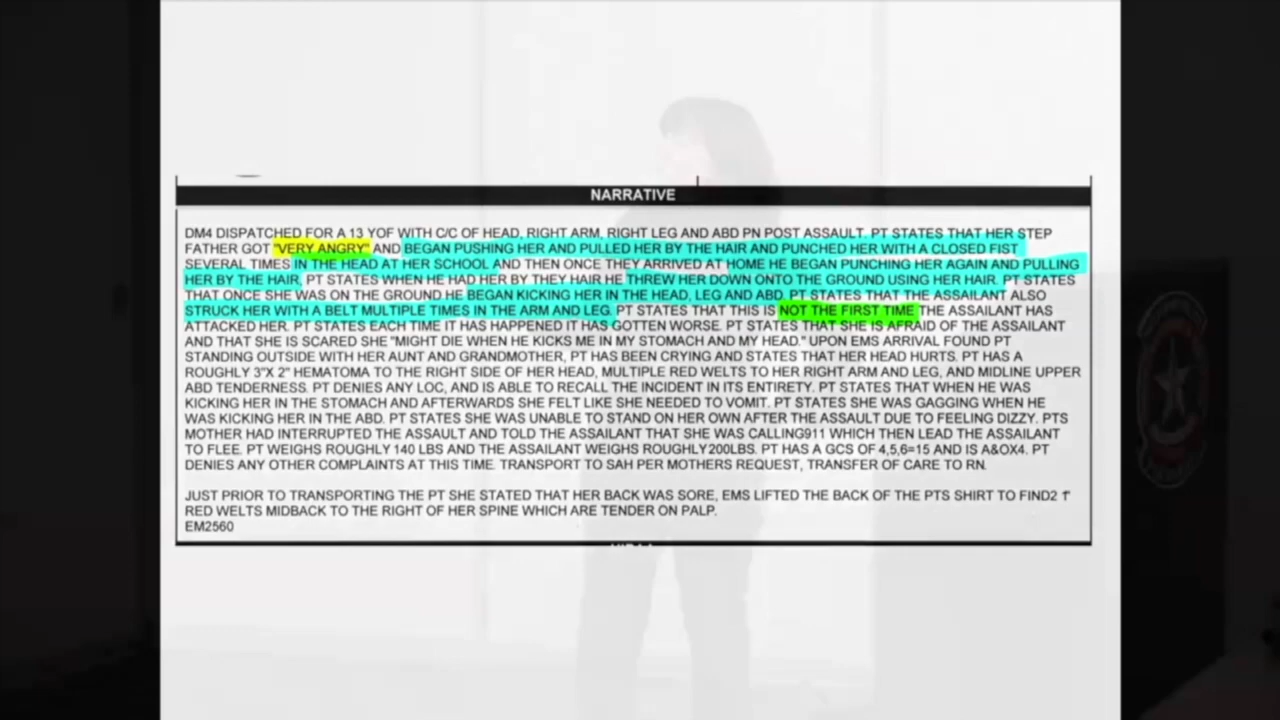 NARRATIVE
DM4 DISPATCHED FOR A 13 YOF WITH C/C OF HEAD, RIGHT ARM, RIGHT LEG AND ABD PN POST ASSAULT. PT STATES THAT HER STEP
FATHER GOT "VERY ANGRY" AND BEGAN PUSHING HER AND PULLED HER BY THE HAIR AND PUNCHED HER WITH A CLOSED FIST
SEVERAL TIMES IN THE HEAD AT HER SCHOOL AND THEN ONCE THEY ARRIVED AT HOME HE BEGAN PUNCHING HER AGAIN AND PULLING
HER BY THE HAIR, PT STATES WHEN HE HAD HER BY THEY HAIR HE THREW HER DOWN ONTO THE GROUND USING HER HAIR. PT STATES
THAT ONCE SHE WAS ON THE GROUND HE BEGAN KICKING HER IN THE HEAD, LEG AND ABD. PT STATES THAT THE ASSAILANT ALSO
STRUCK HER WITH A BELT MULTIPLE TIMES IN THE ARM AND LEG. PT STATES THAT THIS IS NOT THE FIRST TIME THE ASSAILANT HAS
ATTACKED HER. PT STATES EACH TIME IT HAS HAPPENED IT HAS GOTTEN WORSE. PT STATES THAT SHE IS AFRAID OF THE ASSAILANT
AND THAT SHE IS SCARED SHE "MIGHT DIE WHEN HE KICKS ME IN MY STOMACH AND MY HEAD." UPON EMS ARRIVAL FOUND PT
STANDING OUTSIDE WITH HER AUNT AND GRANDMOTHER, PT HAS BEEN CRYING AND STATES THAT HER HEAD HURTS. PT HAS A
ROUGHLY 3"X 2" HEMATOMA TO THE RIGHT SIDE OF HER HEAD, MULTIPLE RED WELTS TO HER RIGHT ARM AND LEG, AND MIDLINE UPPER
ABD TENDERNESS. PT DENIES ANY LOC, AND IS ABLE TO RECALL THE INCIDENT IN ITS ENTIRETY. PT STATES THAT WHEN HE WAS
KICKING HER IN THE STOMACH AND AFTERWARDS SHE FELT LIKE SHE NEEDED TO VOMIT. PT STATES SHE WAS GAGGING WHEN HE
WAS KICKING HER IN THE ABD. PT STATES SHE WAS UNABLE TO STAND ON HER OWN AFTER THE ASSAULT DUE TO FEELING DIZZY. PTS
MOTHER HAD INTERRUPTED THE ASSAULT AND TOLD THE ASSAILANT THAT SHE WAS CALLING911 WHICH THEN LEAD THE ASSAILANT
TO FLEE. PT WEIGHS ROUGHLY 140 LBS AND THE ASSAILANT WEIGHS ROUGHLY200LBS. PT HAS A GCS OF 4,5,6=15 AND IS A&OX4. PT
DENIES ANY OTHER COMPLAINTS AT THIS TIME. TRANSPORT TO SAH PER MOTHERS REQUEST, TRANSFER OF CARE TO RN.
JUST PRIOR TO TRANSPORTING THE PT SHE STATED THAT HER BACK WAS SORE, EMS LIFTED THE BACK OF THE PTS SHIRT TO FIND2 1"
RED WELTS MIDBACK TO THE RIGHT OF HER SPINE WHICH ARE TENDER ON PALP.
EM2560